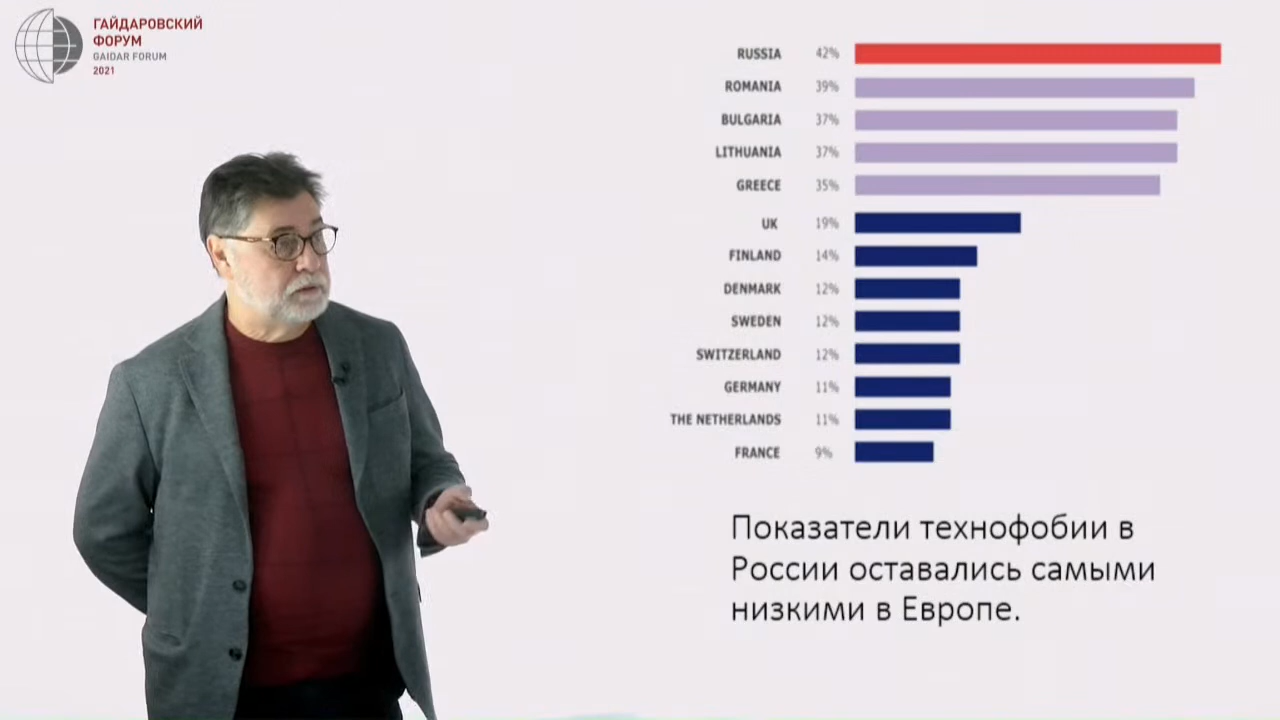 ГАЙДАРОВСКИЙ
ФОРУМ
GAIDAR FORUM
2021
RUSSIA 42%
ROMANIA 39%
BULGARIA 37%
LITHUANIA 37%
GREECE 35%
UK 19%
FINLAND 14%
DENMARK 12%
SWEDEN 12%
SWITZERLAND 12%
GERMANY 11%
THE NETHERLANDS 11%
FRANCE 9%
Показатели технофобии в
России оставались самыми
низкими в Европе.